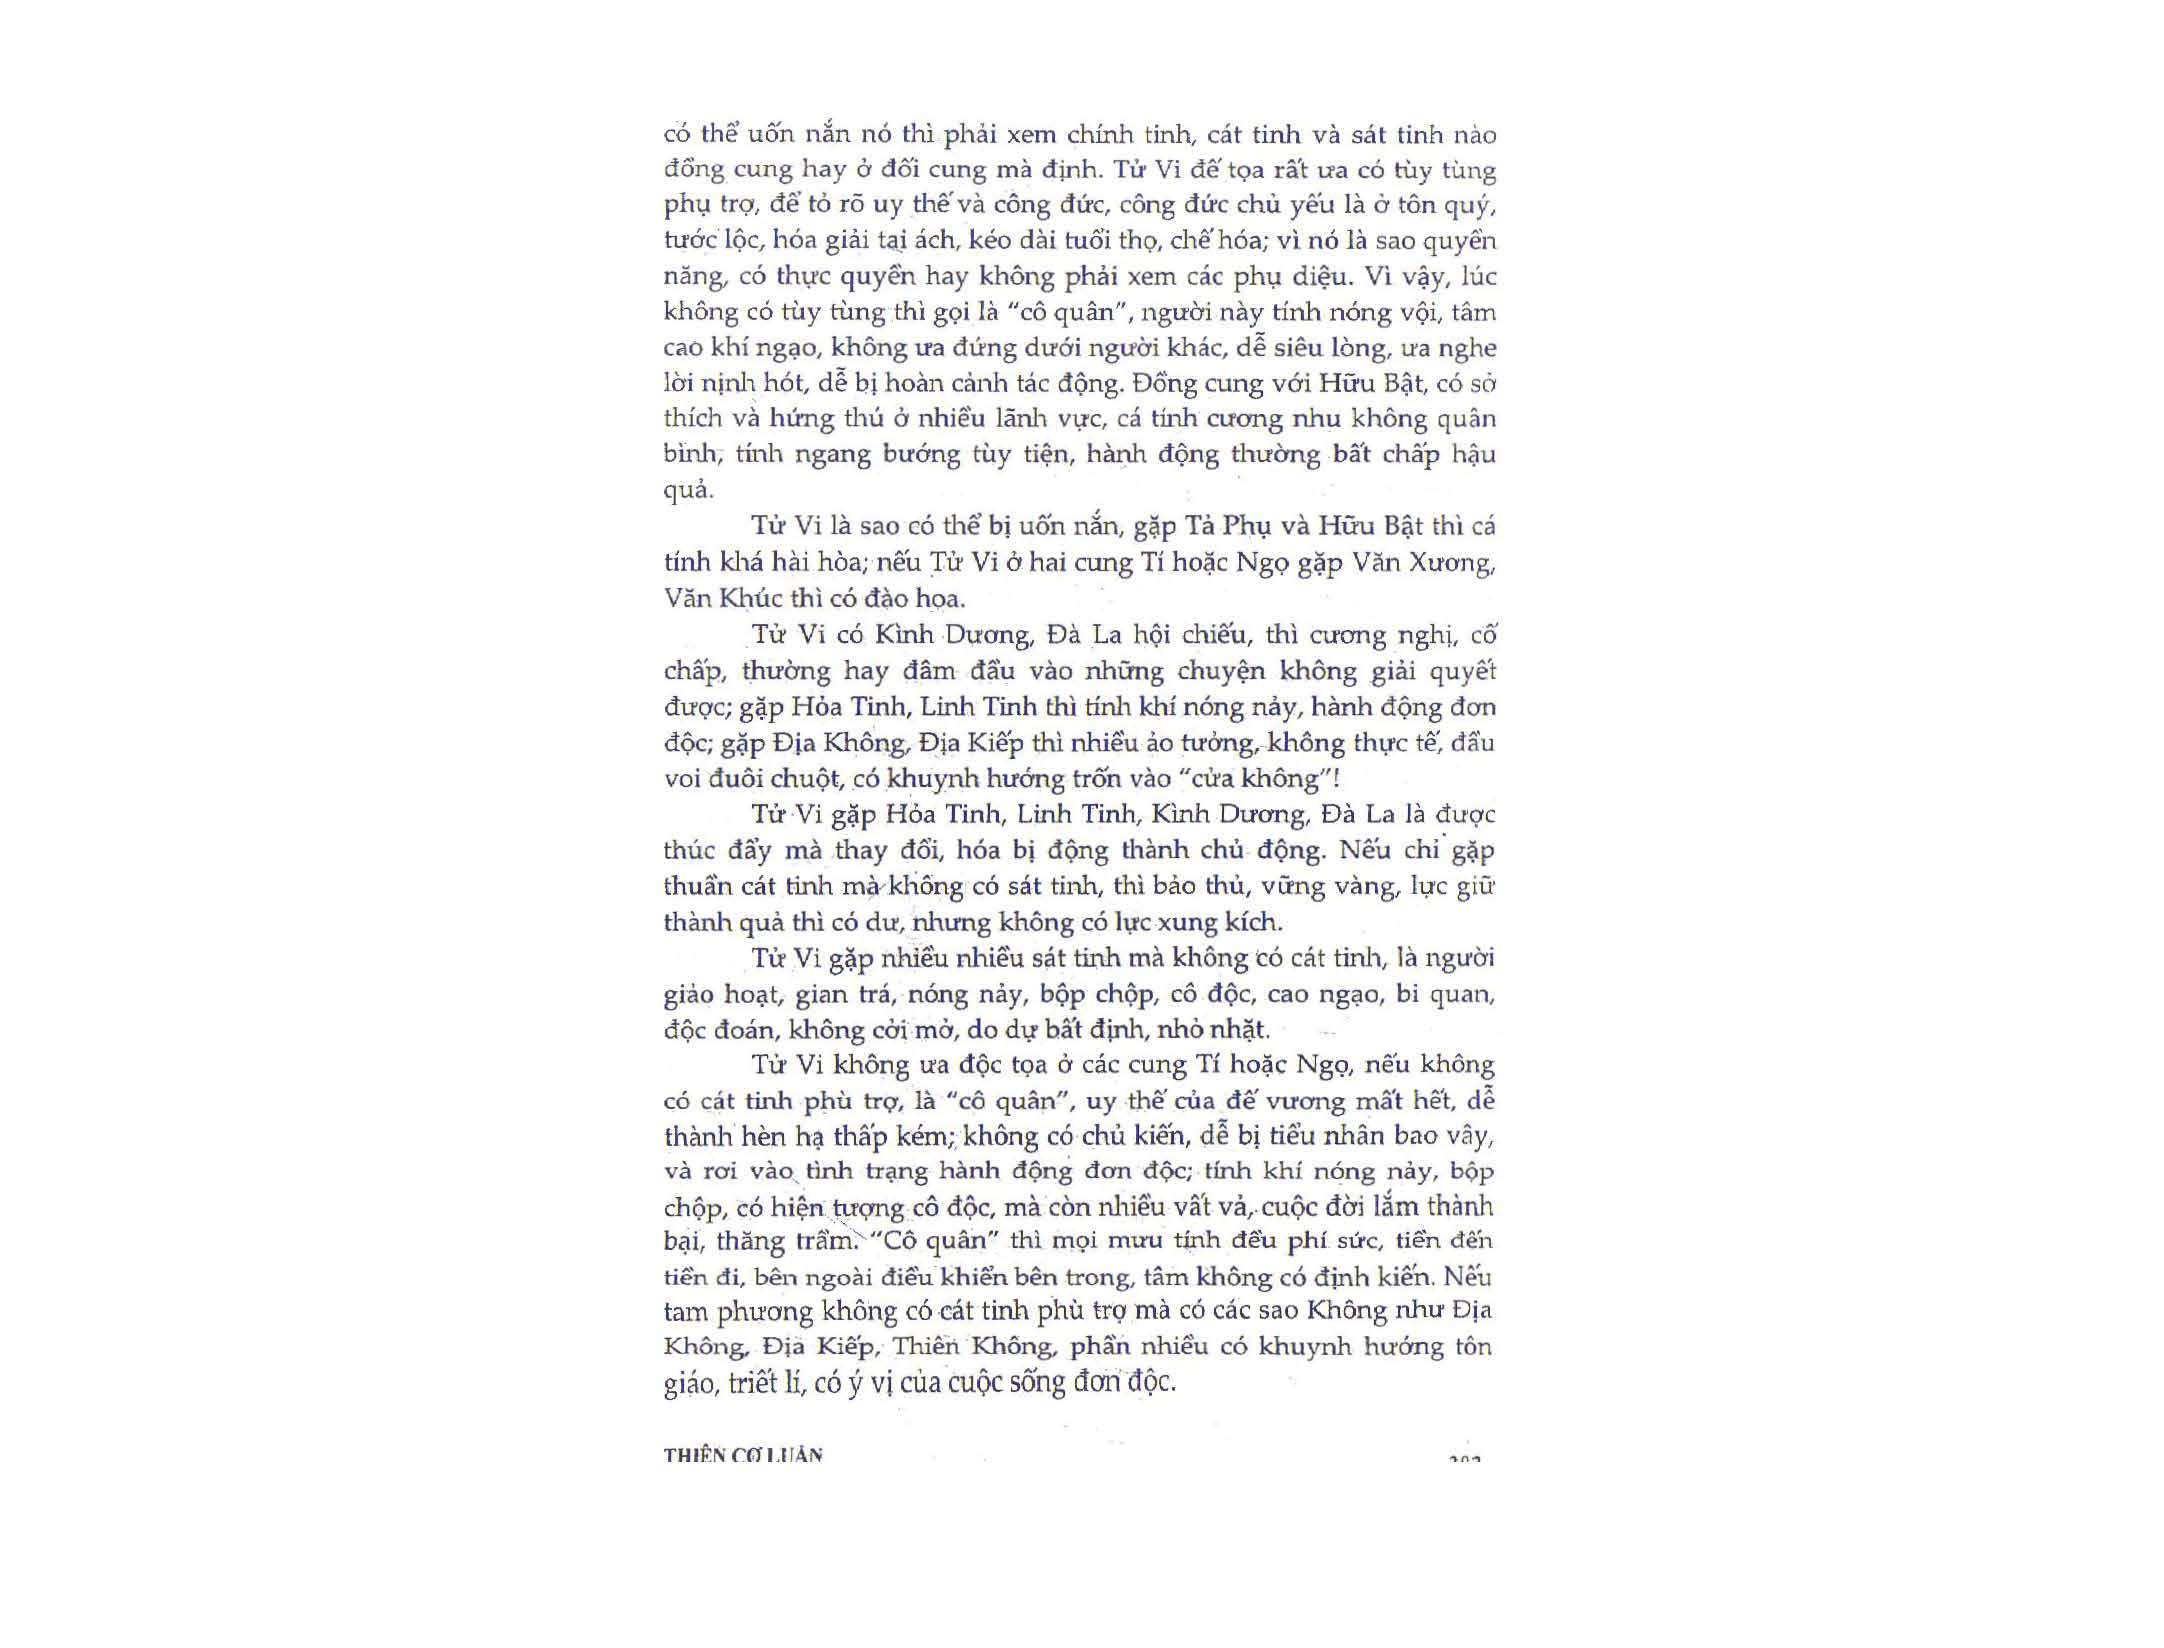 có thể uốn nắn nó thì phải xem chính tinh, cát tinh và sát tinh nào
đồng cung hay ở đối cung mà định. Tử Vi đế tọa rất ưa có tùy tùng
phụ trợ, để tỏ rõ uy thế và công đức, công đức chủ yếu là ở tôn quý,
tước lộc, hóa giải tại ách, kéo dài tuổi thọ, chế hóa; vì nó là sao quyền
năng, có thực quyền hay không phải xem các phụ diệu. Vì vậy, lúc
không có tùy tùng thì gọi là "cô quân", người này tính nóng vội, tâm
cao khí ngạo, không ưa đứng dưới người khác, dễ siêu lòng, ưa nghe
lời nịnh hót, dễ bị hoàn cảnh tác động. Đồng cung với Hữu Bật, có sở
thích và hứng thú ở nhiều lãnh vực, cá tính cương nhu không quân
bình, tính ngang bướng tùy tiện, hành động thường bất chấp hậu
quả.
Tử Vi là sao có thể bị uốn nắn, gặp Tả Phụ và Hữu Bật thì cá
tính khá hài hòa; nếu Tử Vi ở hai cung Tí hoặc Ngọ gặp Văn Xương,
Văn Khúc thì có đào họa.
Tử Vi có Kình Dương, Đà La hội chiếu, thì cương nghị, cố
chấp, thường hay đâm đầu vào những chuyện không giải quyết
được; gặp Hỏa Tinh, Linh Tinh thì tính khí nóng nảy, hành động đơn
độc; gặp Địa Không, Địa Kiếp thì nhiều ảo tưởng, không thực tế, đầu
voi đuôi chuột, có khuynh hướng trốn vào "cửa không"!
Tử Vi gặp Hỏa Tinh, Linh Tinh, Kình Dương, Đà La là được
thúc đẩy mà thay đổi, hóa bị động thành chủ động. Nếu chỉ gặp
thuần cát tinh mà không có sát tinh, thì bảo thủ, vững vàng, lực giữ
thành quả thì có dư, nhưng không có lực xung kích.
Tử Vi gặp nhiều nhiều sát tinh mà không có cát tinh, là người
giảo hoạt, gian trá, nóng nảy, bộp chộp, cô độc, cao ngạo, bi quan,
độc đoán, không cởi mở, do dự bất định, nhỏ nhặt.
Tử Vi không ưa độc tọa ở các cung Tí hoặc Ngọ, nếu không
có cát tinh phù trợ, là "cô quân", uy thế của đế vương mất hết, dễ
thành hèn hạ thấp kém; không có chủ kiến, dễ bị tiểu nhân bao vây,
và rơi vào tình trạng hành động đơn độc; tính khí nóng nảy, bộp
chộp, có hiện tượng cô độc, mà còn nhiều vất vả, cuộc đời lắm thành
bại, thăng trầm. "Cô quân" thì mọi mưu tính đều phí sức, tiền đến
tiền đi, bên ngoài điều khiển bên trong, tâm không có định kiến. Nếu
tam phương không có cát tinh phù trợ mà có các sao Không như Địa
Không, Địa Kiếp, Thiên Không, phần nhiều có khuynh hướng tôn
giáo, triết lí, có ý vị của cuộc sống đơn độc.
THIÊN CƠ LUẬN